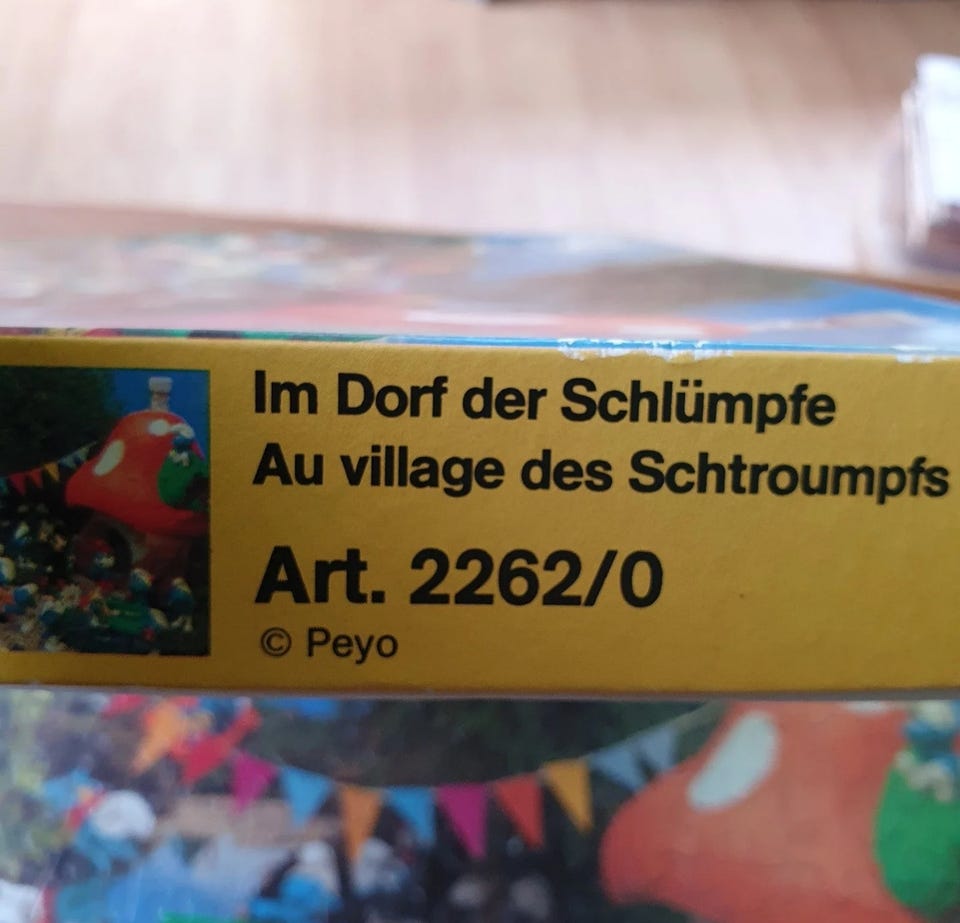 Im Dorf der Schlümpfe
Au village des Schtroumpfs
Art. 2262/0
© Peyo